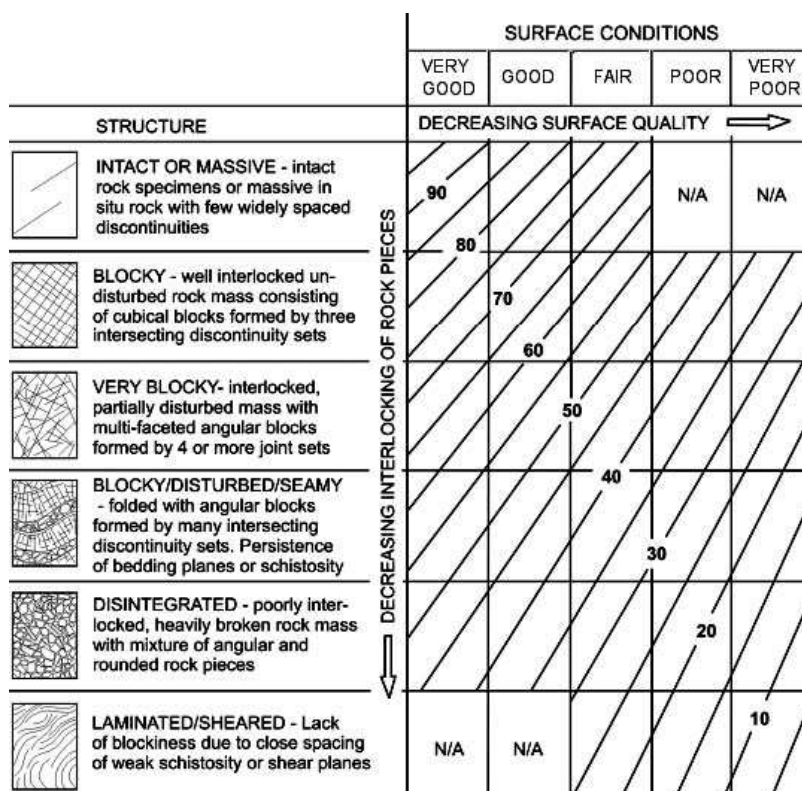 SURFACE CONDITIONS
VERY GOOD
GOOD
FAIR
POOR
VERY POOR
STRUCTURE
DECREASING SURFACE QUALITY
DECREASING INTERLOCKING OF ROCK PIECES
INTACT OR MASSIVE - intact
rock specimens or massive in
situ rock with few widely spaced
discontinuities
90
80
N/A
N/A
BLOCKY - well interlocked un-
disturbed rock mass consisting
of cubical blocks formed by three
intersecting discontinuity sets
70
60
VERY BLOCKY- interlocked,
partially disturbed mass with
multi-faceted angular blocks
formed by 4 or more joint sets
50
BLOCKY/DISTURBED/SEAMY
- folded with angular blocks
formed by many intersecting
discontinuity sets. Persistence
of bedding planes or schistosity
40
30
DISINTEGRATED - poorly inter-
locked, heavily broken rock mass
with mixture of angular and
rounded rock pieces
20
LAMINATED/SHEARED - Lack
of blockiness due to close spacing
of weak schistosity or shear planes
N/A
N/A
10